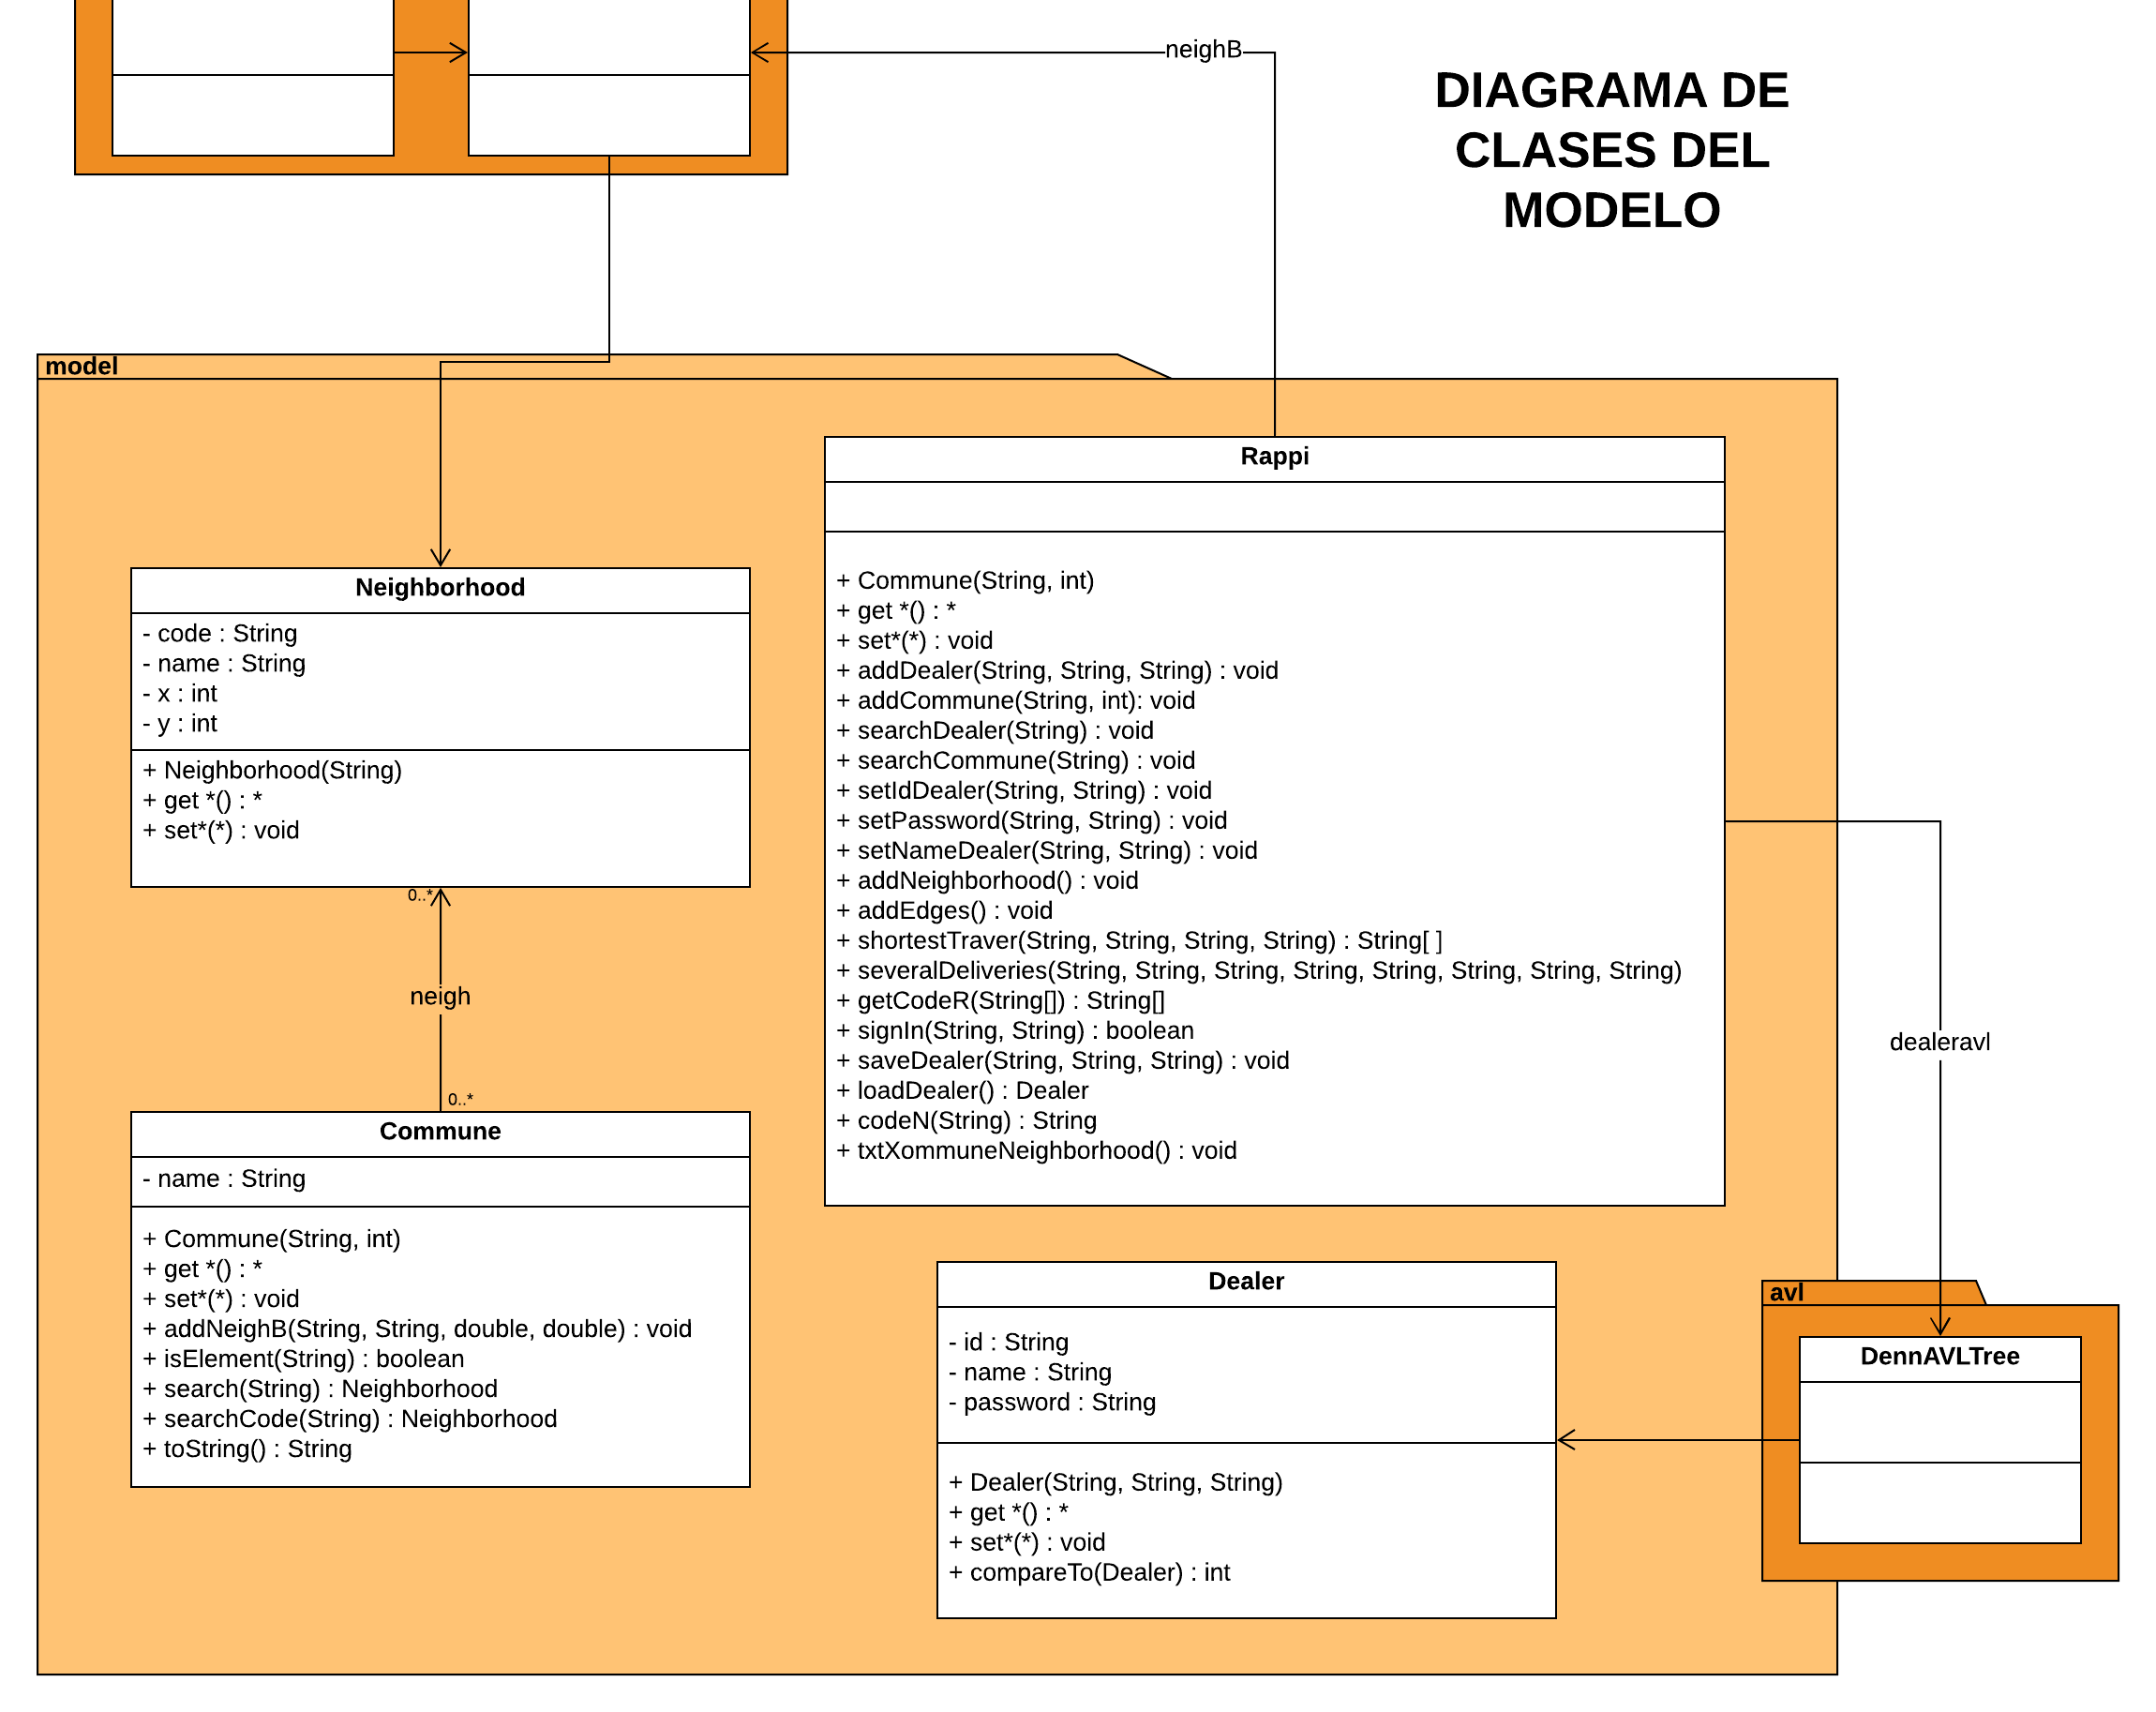 neighB
DIAGRAMA DE
CLASES DEL
MODELO
model
Rappi
+ Commune(String, int)
+ get *() : *
+ set*(*) : void
+ addDealer(String, String, String) : void
+ addCommune(String, int): void
+ searchDealer(String) : void
+ searchCommune(String) : void
+ setIdDealer(String, String) : void
+ setPassword(String, String) : void
+ setNameDealer(String, String) : void
+ addNeighborhood() : void
+ addEdges() : void
+ shortestTraver(String, String, String, String) : String[ ]
+ severalDeliveries(String, String, String, String, String, String, String, String)
+ getCodeR(String[]) : String[]
+ signIn(String, String) : boolean
+ saveDealer(String, String, String) : void
+ loadDealer() : Dealer
+ codeN(String) : String
+ txtXommuneNeighborhood() : void
Neighborhood
- code : String
- name : String
- x : int
- y : int
+ Neighborhood(String)
+ get *() : *
+ set*(*) : void
0..*
neigh
0..*
Commune
- name : String
+ Commune(String, int)
+ get *() : *
+ set*(*) : void
+ addNeighB(String, String, double, double) : void
+ isElement(String) : boolean
+ search(String) : Neighborhood
+ searchCode(String) : Neighborhood
+ toString() : String
Dealer
- id : String
- name : String
- password : String
+ Dealer(String, String, String)
+ get *() : *
+ set*(*) : void
+ compareTo(Dealer) : int
dealeravl
avl
DennAVLTree